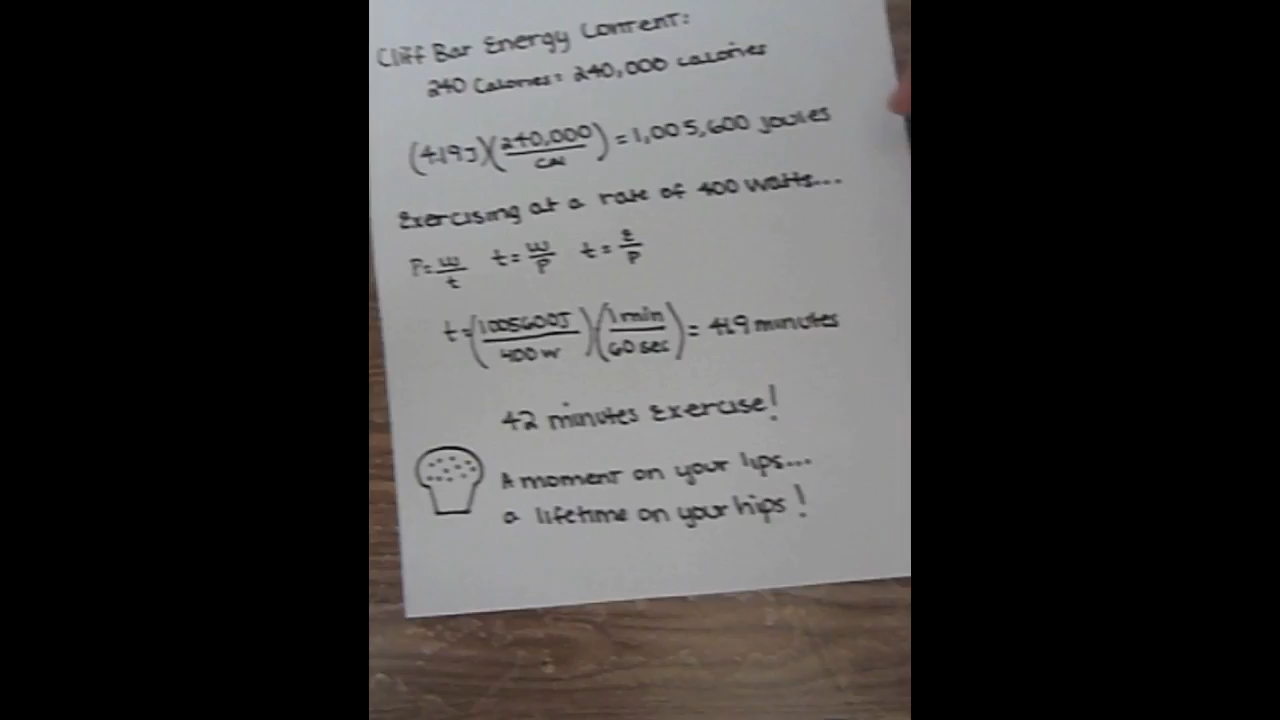 Cliff Bar Energy Content:
240 Calories = 240,000 calories
(4.19J)(240,000/cal) = 1,005,600 joules
Exercising at a rate of 400 Watts...
P=w/t t=w/P t=E/P
t=(1005600J/400W)(1min/60sec) = 41.9 minutes
42 minutes Exercise!
A moment on your lips...
a lifetime on your hips!